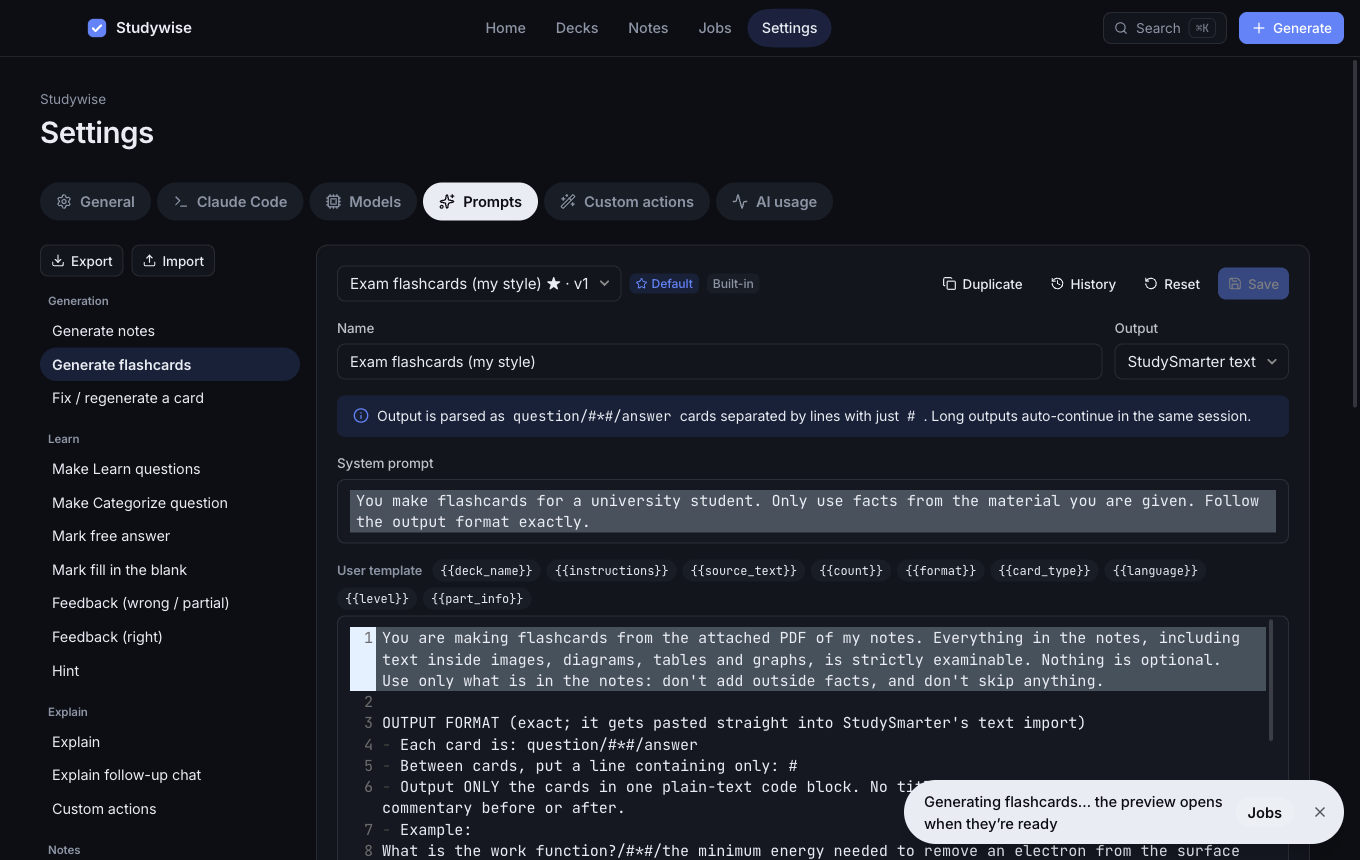 Studywise
Home
Decks
Notes
Jobs
Settings
Search ⌘K
Generate
Studywise
Settings
General
Claude Code
Models
Prompts
Custom actions
AI usage
Export
Import
Generation
Generate notes
Generate flashcards
Fix / regenerate a card
Learn
Make Learn questions
Make Categorize question
Mark free answer
Mark fill in the blank
Feedback (wrong / partial)
Feedback (right)
Hint
Explain
Explain
Explain follow-up chat
Custom actions
Notes
Exam flashcards (my style) ★ · v1
Default
Built-in
Duplicate
History
Reset
Save
Name
Output
Exam flashcards (my style)
StudySmarter text
Output is parsed as question/#*#/answer cards separated by lines with just # . Long outputs auto-continue in the same session.
System prompt
You make flashcards for a university student. Only use facts from the material you are given. Follow
the output format exactly.
User template {{deck_name}} {{instructions}} {{source_text}} {{count}} {{format}} {{card_type}} {{language}}
{{level}} {{part_info}}
1 You are making flashcards from the attached PDF of my notes. Everything in the notes, including
text inside images, diagrams, tables and graphs, is strictly examinable. Nothing is optional.
Use only what is in the notes: don't add outside facts, and don't skip anything.
2
3 OUTPUT FORMAT (exact; it gets pasted straight into StudySmarter's text import)
4 - Each card is: question/#*#/answer
5 - Between cards, put a line containing only: #
6 - Output ONLY the cards in one plain-text code block. No
commentary before or after.
7 - Example:
8 What is the work function?/#*#/the minimum energy needed to remove an electron from the surface
Generating flashcards… the preview opens
when they’re ready
Jobs